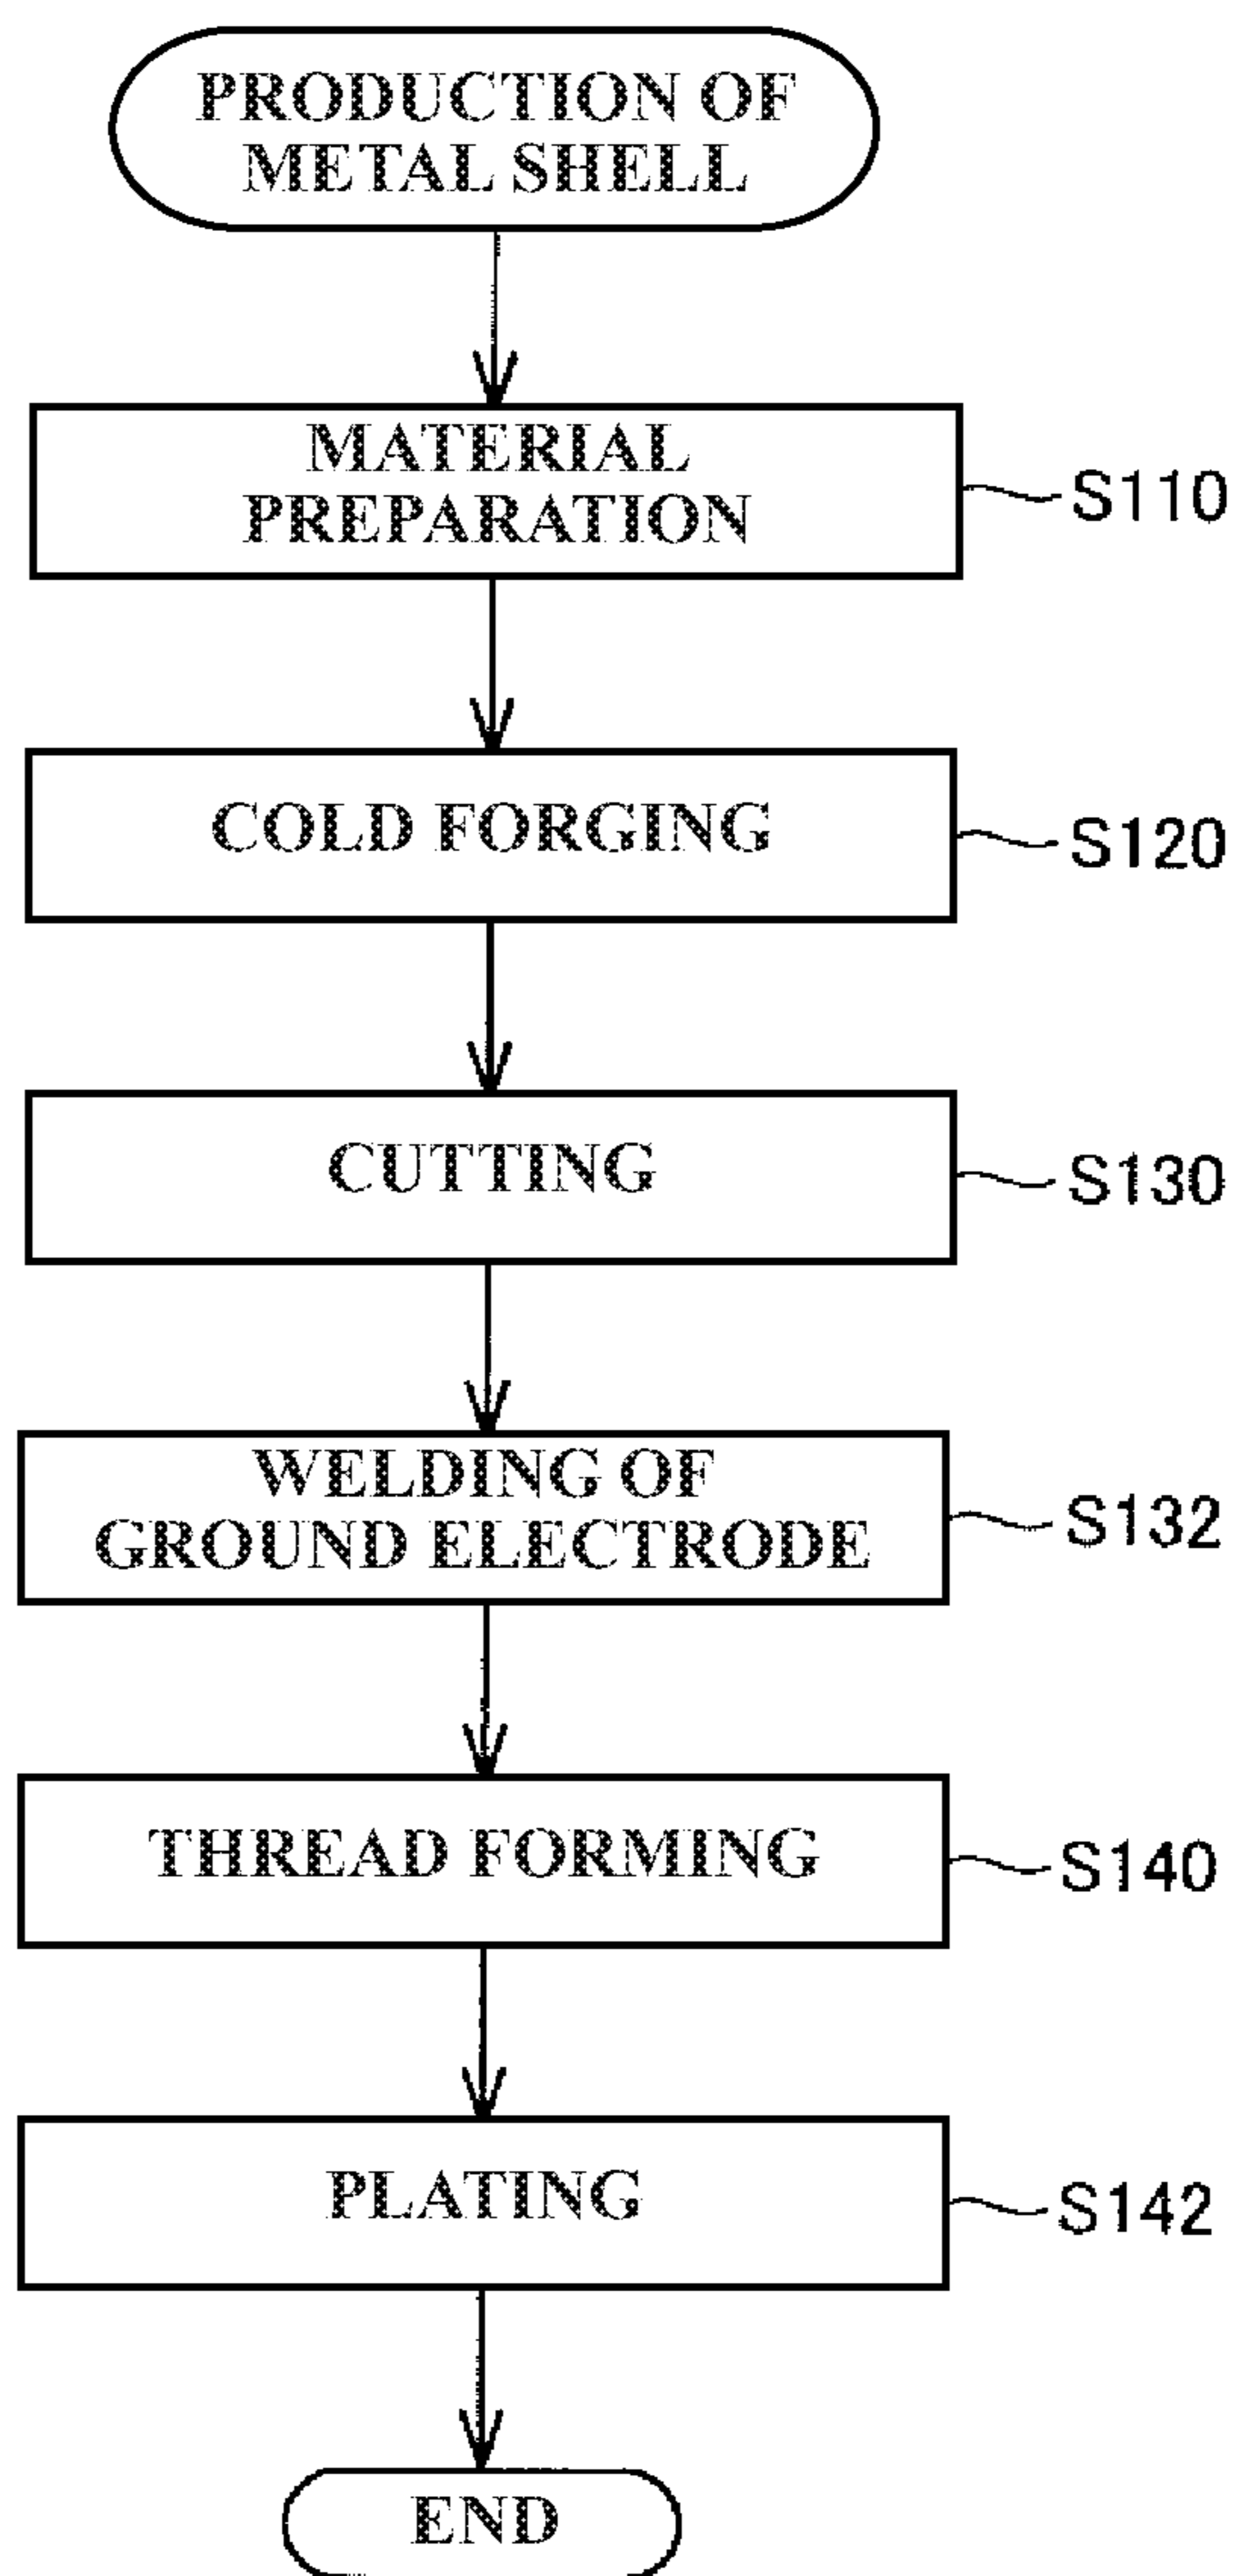 PRODUCTION OF
METAL SHELL
MATERIAL
PREPARATION
S110
COLD FORGING
S120
CUTTING
S130
WELDING OF
GROUND ELECTRODE
S132
THREAD FORMING
S140
PLATING
S142
END